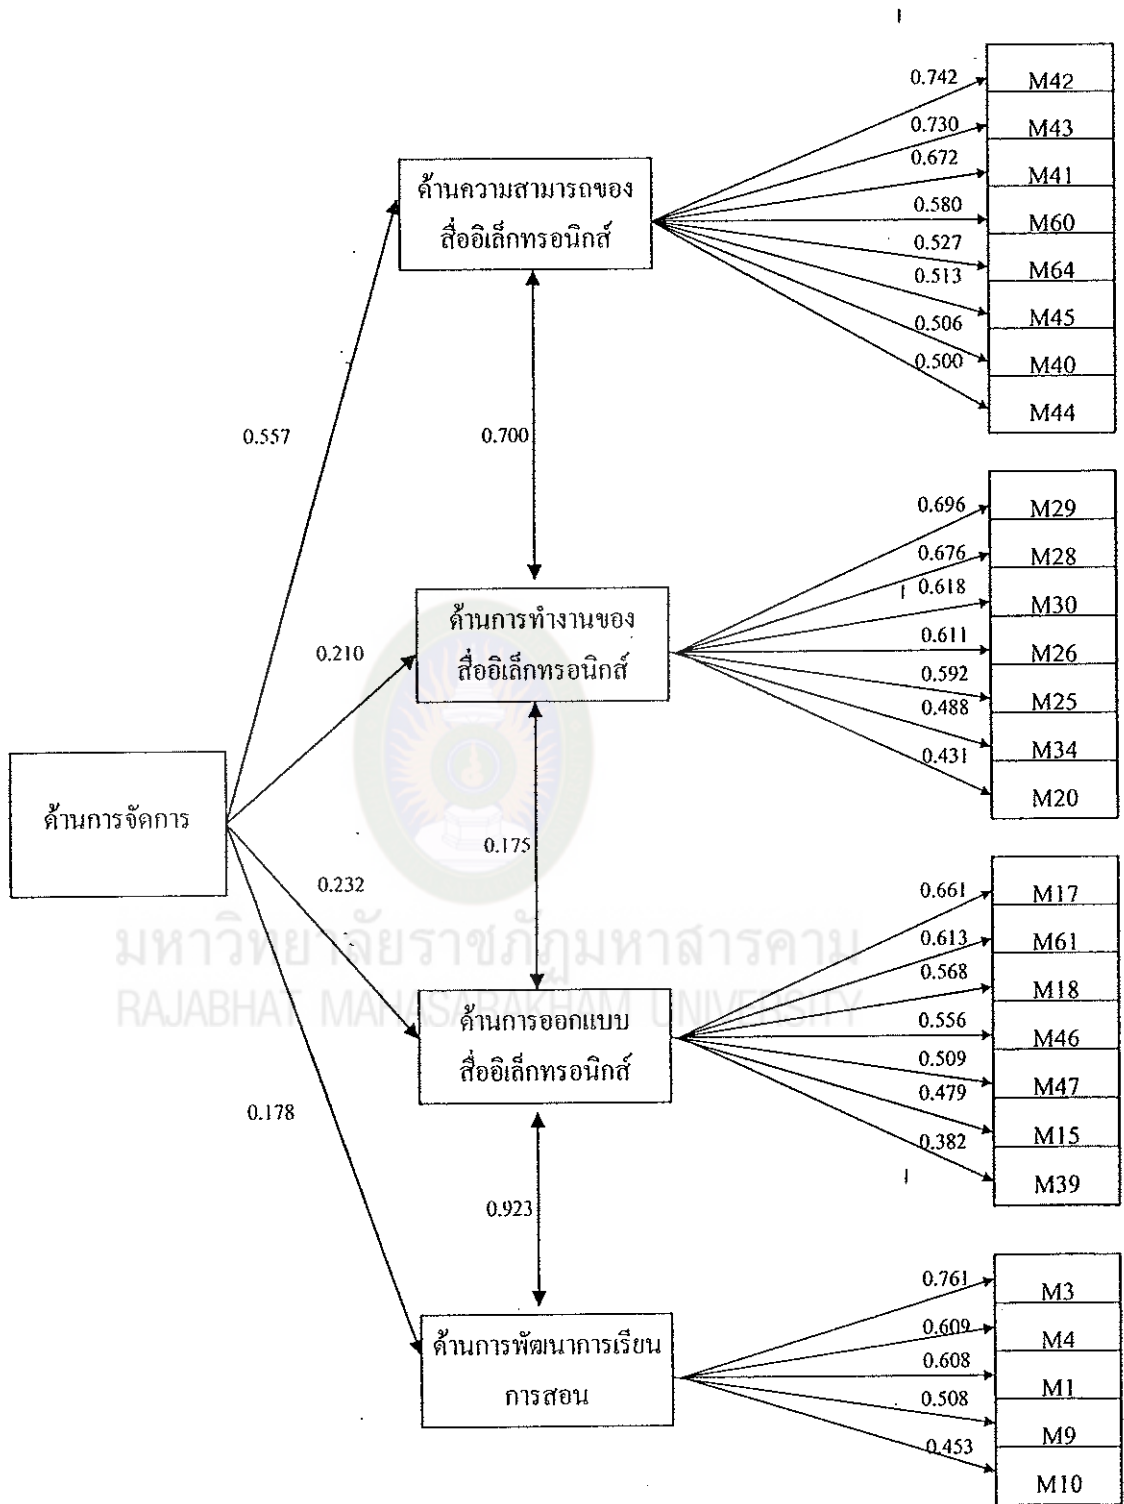 0.742
M42
0.730
M43
0.672
M41
ด้านความสามารถของ
สื่ออิเล็กทรอนิกส์
0.580
M60
0.527
M64
0.513
M45
0.506
M40
0.500
M44
0.557
0.700
0.696
M29
0.676
M28
0.618
M30
ด้านการทำงานของ
สื่ออิเล็กทรอนิกส์
0.210
0.611
M26
0.592
M25
0.488
M34
0.431
M20
ด้านการจัดการ
0.175
0.232
0.661
M17
มหาวิทยาลัยราชภัฏมหาสารคาม
RAJABHAT MAHASARAKHAM UNIVERSITY
0.613
M61
0.568
M18
ด้านการออกแบบ
สื่ออิเล็กทรอนิกส์
0.556
M46
0.509
M47
0.479
M15
0.382
M39
0.178
0.923
0.761
M3
0.609
M4
ด้านการพัฒนาการเรียน
การสอน
0.608
M1
0.508
M9
0.453
M10